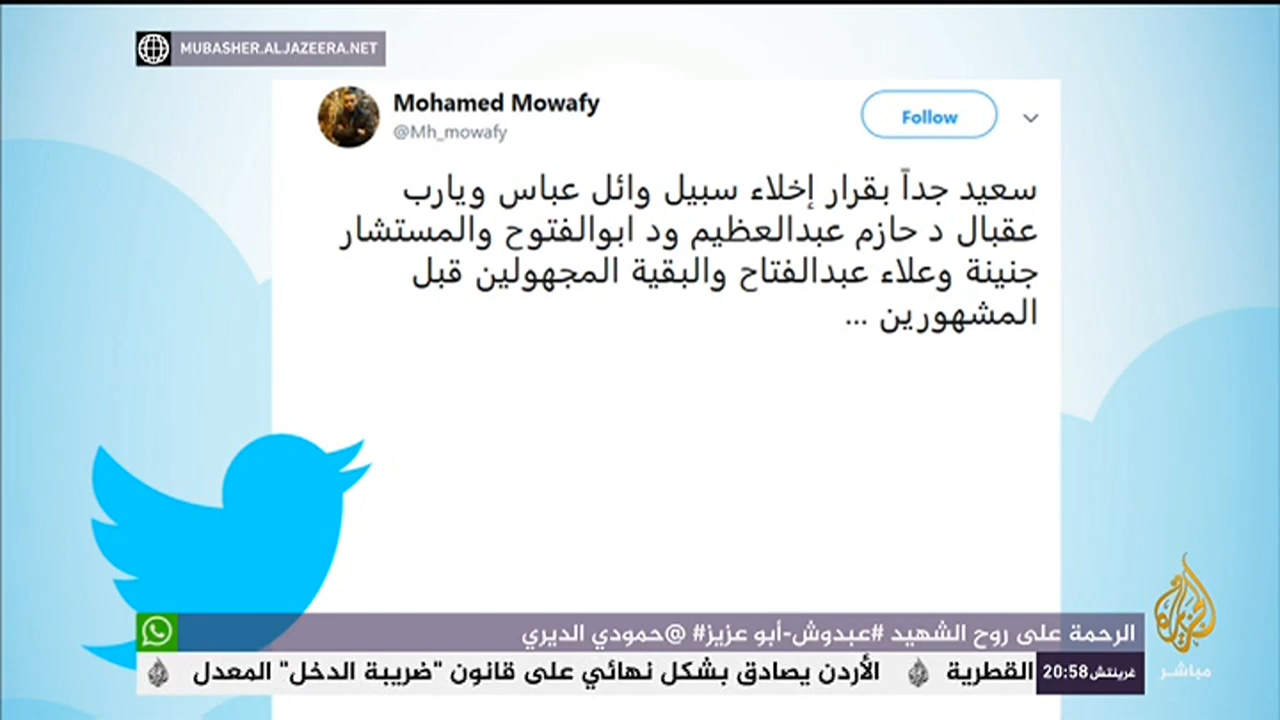 MUBASHER.ALJAZEERA.NET
Mohamed Mowafy
@Mh_mowafy
Follow
سعيد جداً بقرار إخلاء سبيل وائل عباس ويارب
عقبال د حازم عبدالعظيم ود ابوالفتوح والمستشار
جنينة وعلاء عبدالفتاح والبقية المجهولين قبل
المشهورين ...
الرحمة على روح الشهيد #عبدوش-أبو عزيز# @حمودي الديري
غرينتش 20:58
القطرية
الأردن يصادق بشكل نهائي على قانون "ضريبة الدخل" المعدل
الجزيرة
مباشر